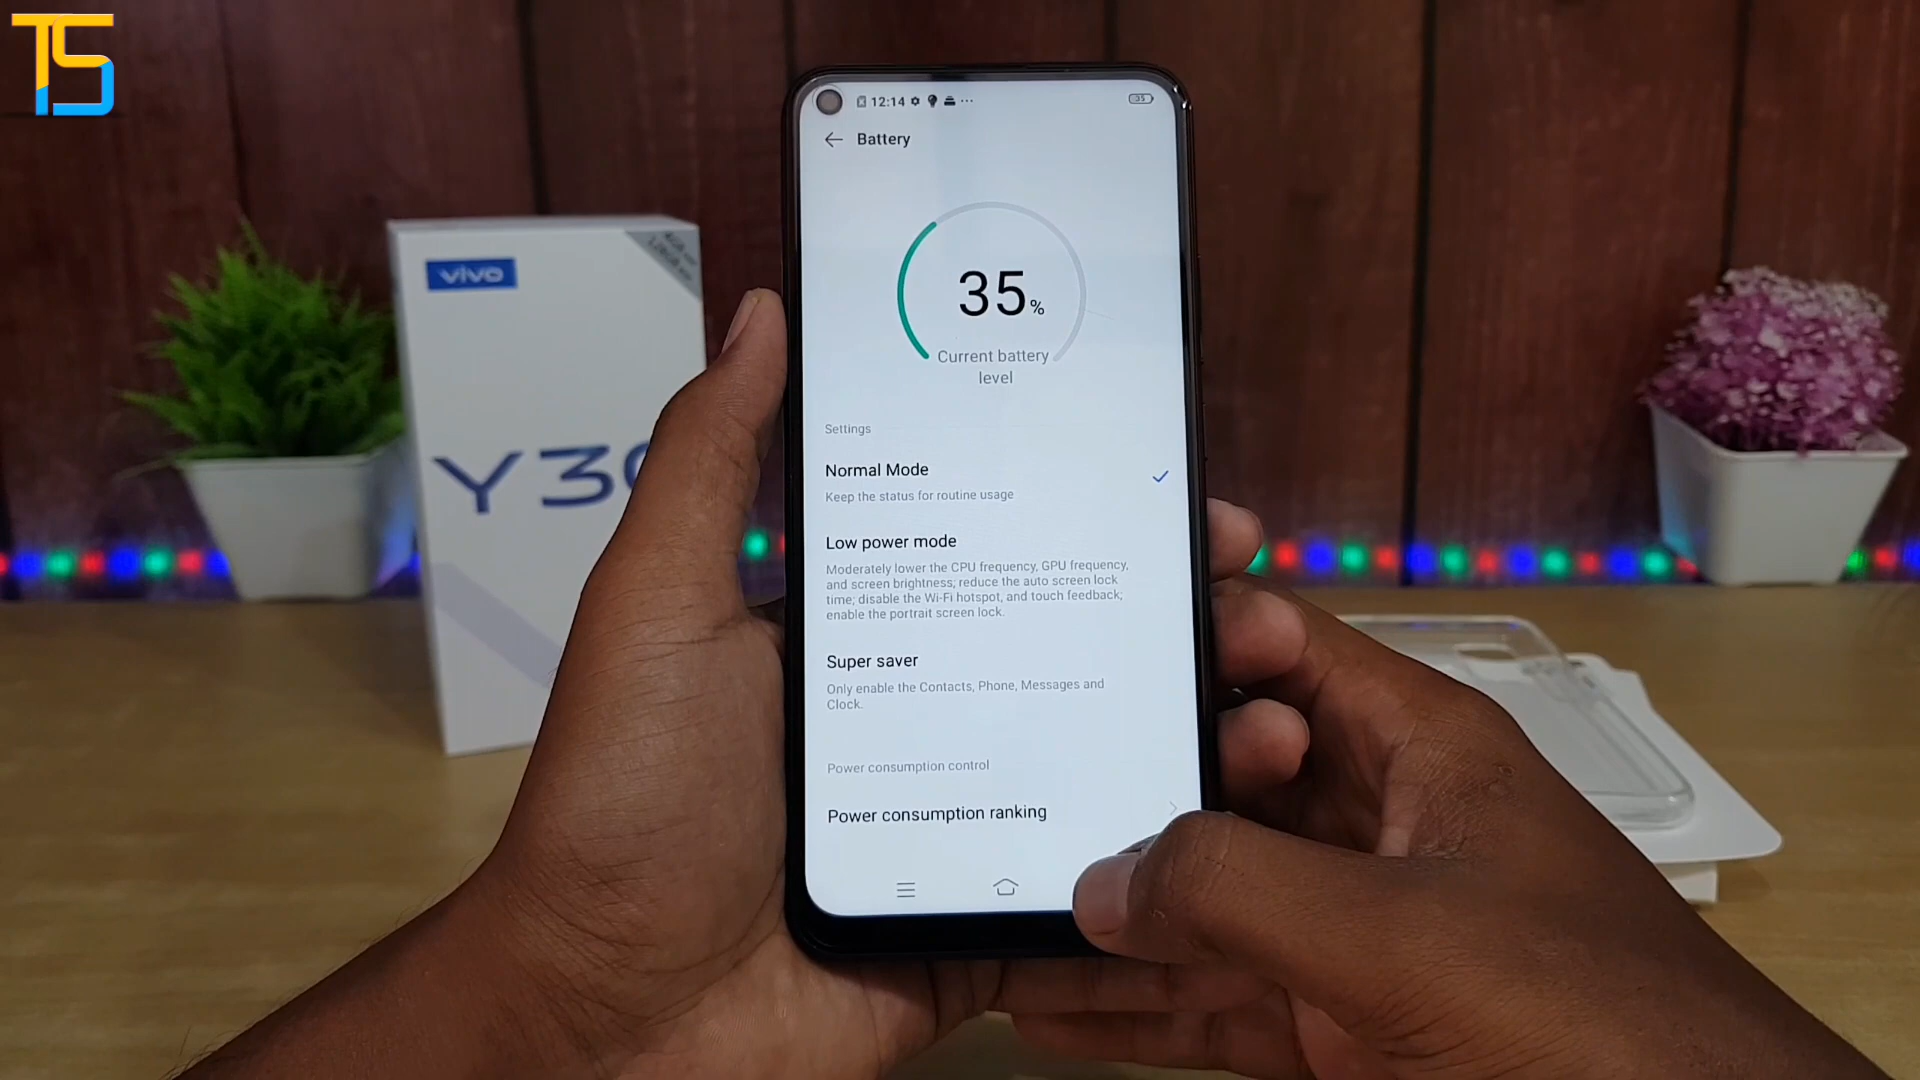 TS
12:14
35
Battery
35%
Current battery
level
Settings
Normal Mode
Keep the status for routine usage
Low power mode
Moderately lower the CPU frequency, GPU frequency,
and screen brightness; reduce the auto screen lock
time; disable the Wi-Fi hotspot, and touch feedback;
enable the portrait screen lock.
Super saver
Only enable the Contacts, Phone, Messages and
Clock.
Power consumption control
Power consumption ranking
vivo